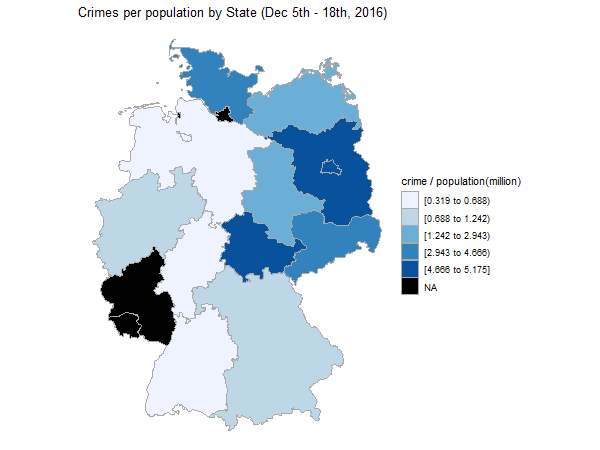 Crimes per population by State (Dec 5th - 18th, 2016)
crime / population(million)
[0.319 to 0.688)
[0.688 to 1.242)
[1.242 to 2.943)
[2.943 to 4.666)
[4.666 to 5.175]
NA